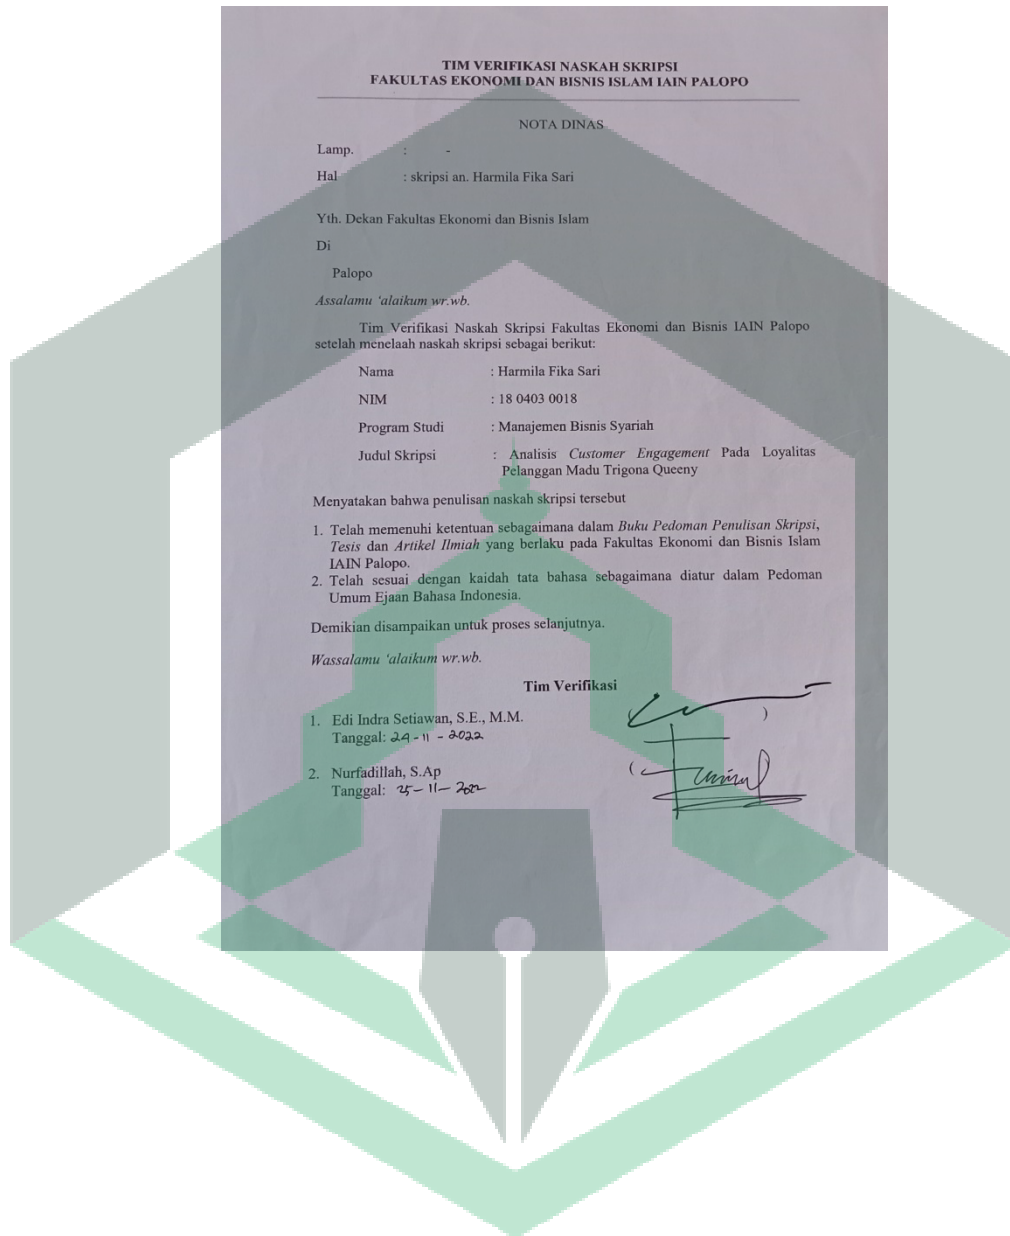 TIM VERIFIKASI NASKAH SKRIPSI
FAKULTAS EKONOMI DAN BISNIS ISLAM IAIN PALOPO
NOTA DINAS
Lamp. : -
Hal : skripsi an. Harmila Fika Sari
Yth. Dekan Fakultas Ekonomi dan Bisnis Islam
Di
Palopo
Assalamu ‘alaikum wr.wb.
Tim Verifikasi Naskah Skripsi Fakultas Ekonomi dan Bisnis IAIN Palopo
setelah menelaah naskah skripsi sebagai berikut:
Nama : Harmila Fika Sari
NIM : 18 0403 0018
Program Studi : Manajemen Bisnis Syariah
Judul Skripsi : Analisis Customer Engagement Pada Loyalitas
Pelanggan Madu Trigona Queeny
Menyatakan bahwa penulisan naskah skripsi tersebut
1. Telah memenuhi ketentuan sebagaimana dalam Buku Pedoman Penulisan Skripsi,
Tesis dan Artikel Ilmiah yang berlaku pada Fakultas Ekonomi dan Bisnis Islam
IAIN Palopo.
2. Telah sesuai dengan kaidah tata bahasa sebagaimana diatur dalam Pedoman
Umum Ejaan Bahasa Indonesia.
Demikian disampaikan untuk proses selanjutnya.
Wassalamu ‘alaikum wr.wb.
Tim Verifikasi
1. Edi Indra Setiawan, S.E., M.M. ( )
Tanggal: 24-11-2022
2. Nurfadillah, S.Ap (
Tanggal: 25-11-2022